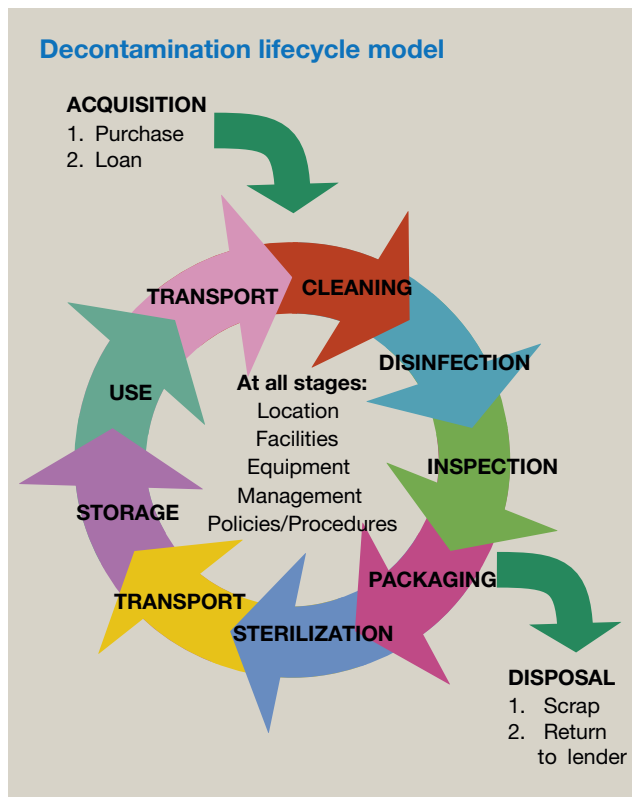 Decontamination lifecycle model
ACQUISITION
1. Purchase
2. Loan
TRANSPORT
CLEANING
DISINFECTION
INSPECTION
PACKAGING
STERILIZATION
TRANSPORT
STORAGE
USE
At all stages:
Location
Facilities
Equipment
Management
Policies/Procedures
DISPOSAL
1. Scrap
2. Return
to lender